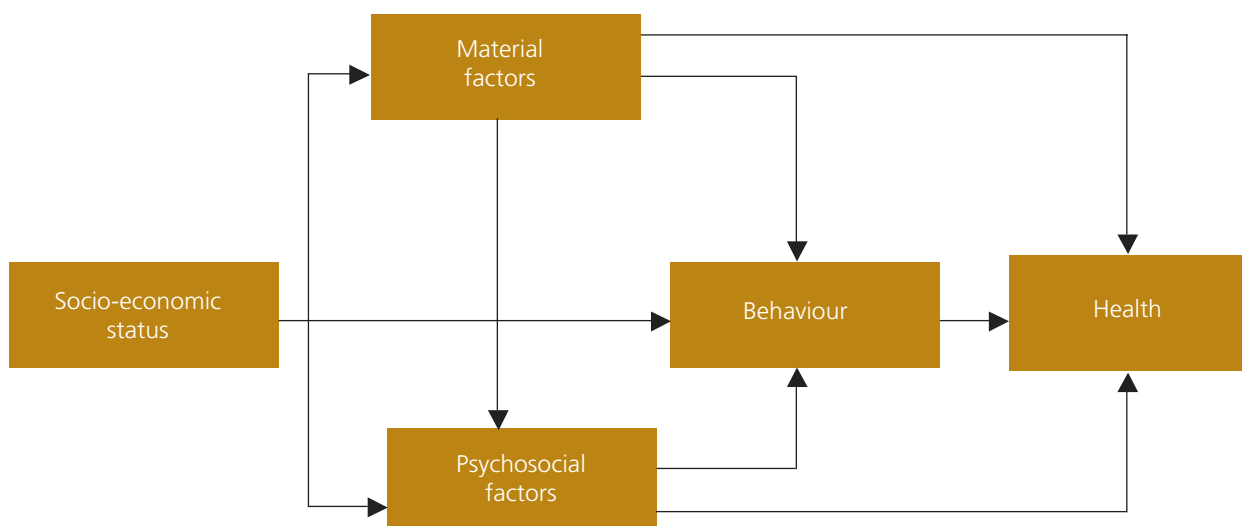 Material
factors
Socio-economic
status
Behaviour
Health
Psychosocial
factors